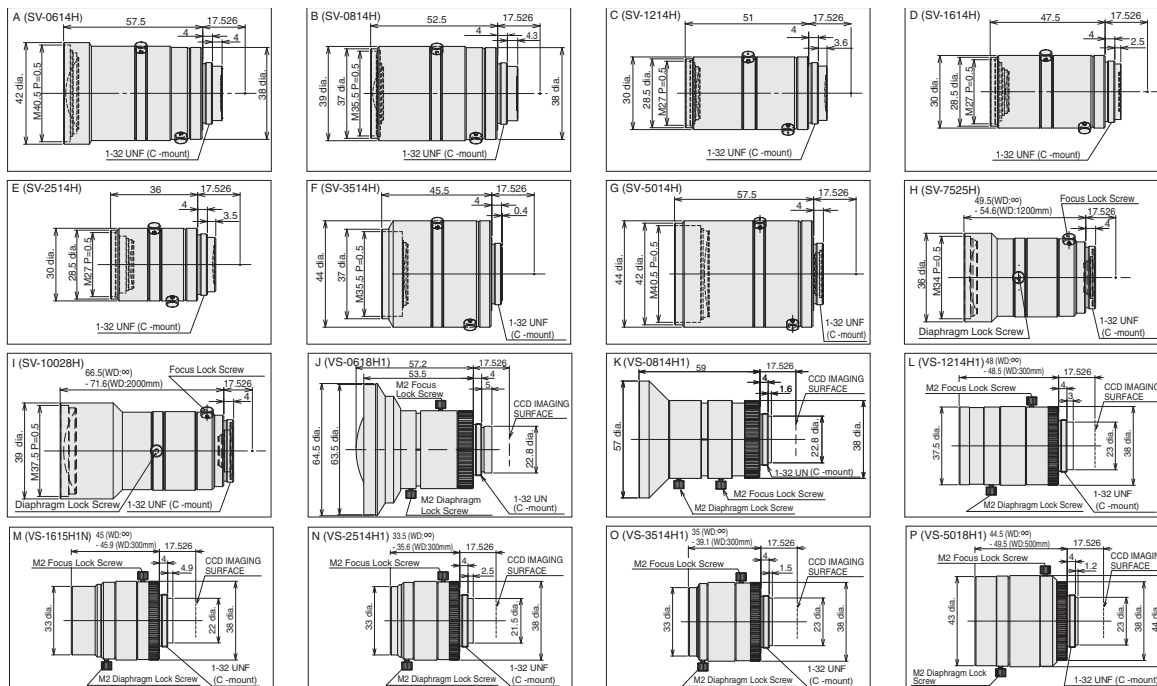 A (SV-0614H)
57.5
17.526
4
4
42 dia.
M40.5 P=0.5
38 dia.
1-32 UNF (C -mount)
B (SV-0814H)
52.5
17.526
4
4.3
39 dia.
37 dia.
M35.5 P=0.5
38 dia.
1-32 UNF (C -mount)
C (SV-1214H)
51
17.526
4
3.6
30 dia.
28.5 dia.
M27 P=0.5
1-32 UNF (C -mount)
D (SV-1614H)
47.5
17.526
4
2.5
30 dia.
28.5 dia.
M27 P=0.5
1-32 UNF (C -mount)
E (SV-2514H)
36
17.526
4
3.5
30 dia.
28.5 dia.
M27 P=0.5
1-32 UNF (C -mount)
F (SV-3514H)
45.5
17.526
4
0.4
44 dia.
37 dia.
M35.5 P=0.5
1-32 UNF
(C -mount)
G (SV-5014H)
57.5
17.526
4
44 dia.
42 dia.
M40.5 P=0.5
1-32 UNF
(C -mount)
H (SV-7525H)
49.5(WD:∞)
- 54.6(WD:1200mm)
Focus Lock Screw
17.526
4
36 dia.
M34 P=0.5
Diaphragm Lock Screw
1-32 UNF
(C -mount)
I (SV-10028H)
66.5(WD:∞)
- 71.6(WD:2000mm)
Focus Lock Screw
17.526
4
39 dia.
M37.5 P=0.5
Diaphragm Lock Screw
1-32 UNF (C -mount)
J (VS-0618H1)
57.2
17.526
53.5
4
5
M2 Focus
Lock Screw
CCD IMAGING
SURFACE
64.5 dia.
63.5 dia.
22.8 dia.
M2 Diaphragm
Lock Screw
1-32 UN
(C -mount)
K (VS-0814H1)
59
17.526
4
1.6
57 dia.
22.8 dia.
38 dia.
1-32 UN (C -mount)
M2 Focus Lock Screw
M2 Diaphragm Lock Screw
L (VS-1214H1)
48 (WD:∞)
- 48.5 (WD:300mm)
17.526
M2 Focus Lock Screw
4
3
CCD IMAGING
SURFACE
37.5 dia.
23 dia.
38 dia.
M2 Diaphragm Lock Screw
1-32 UNF
(C -mount)
M (VS-1615H1N)
45 (WD:∞)
- 45.9 (WD:300mm)
17.526
M2 Focus Lock Screw
4
4.9
CCD IMAGING
SURFACE
33 dia.
22 dia.
38 dia.
M2 Diaphragm Lock Screw
1-32 UNF
(C -mount)
N (VS-2514H1)
33.5 (WD:∞)
- 35.6 (WD:300mm)
17.526
M2 Focus Lock Screw
4
2.5
CCD IMAGING
SURFACE
33 dia.
21.5 dia.
38 dia.
M2 Diaphragm Lock Screw
1-32 UNF
(C -mount)
O (VS-3514H1)
35 (WD:∞)
- 39.1 (WD:300mm)
17.526
M2 Focus Lock Screw
4
1.5
CCD IMAGING
SURFACE
33 dia.
23 dia.
38 dia.
M2 Diaphragm Lock Screw
1-32 UNF
(C -mount)
P (VS-5018H1)
44.5 (WD:∞)
- 49.5 (WD:500mm)
17.526
M2 Focus Lock Screw
4
1.2
CCD IMAGING
SURFACE
43 dia.
23 dia.
38 dia.
44 dia.
M2 Diaphragm Lock
Screw
1-32 UNF (C -mount)